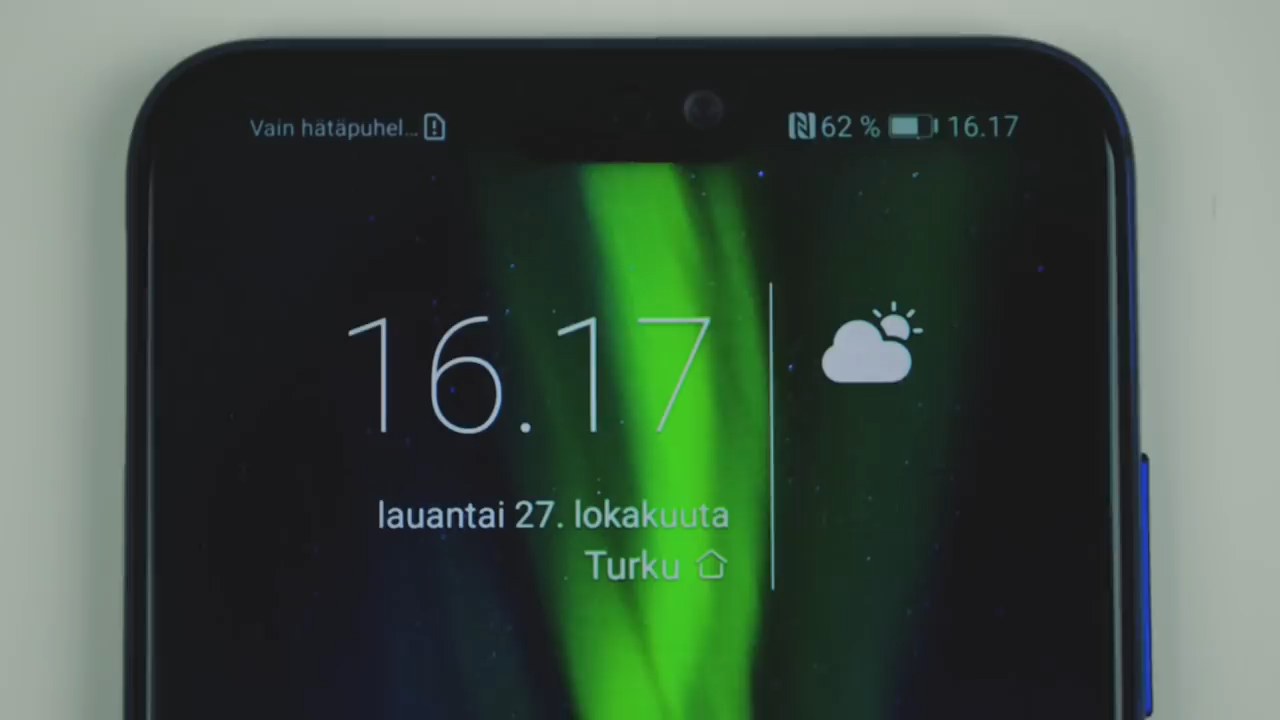 Vain hätäpuhel...
62 % 16.17
16.17
lauantai 27. lokakuuta
Turku